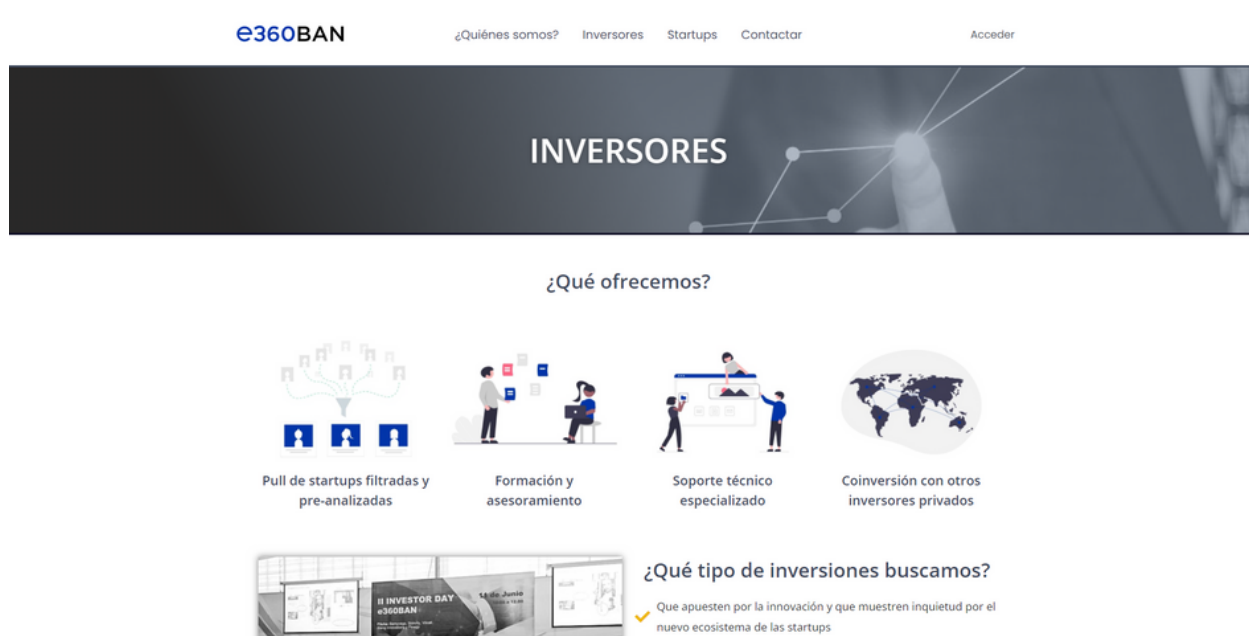 e360BAN
¿Quiénes somos? Inversores Startups Contactar Acceder
INVERSORES
¿Qué ofrecemos?
Pull de startups filtradas y
pre-analizadas
Formación y
asesoramiento
Soporte técnico
especializado
Coinversión con otros
inversores privados
II INVESTOR DAY
e360BAN
de Junio
¿Qué tipo de inversiones buscamos?
Que apuesten por la innovación y que muestren inquietud por el
nuevo ecosistema de las startups